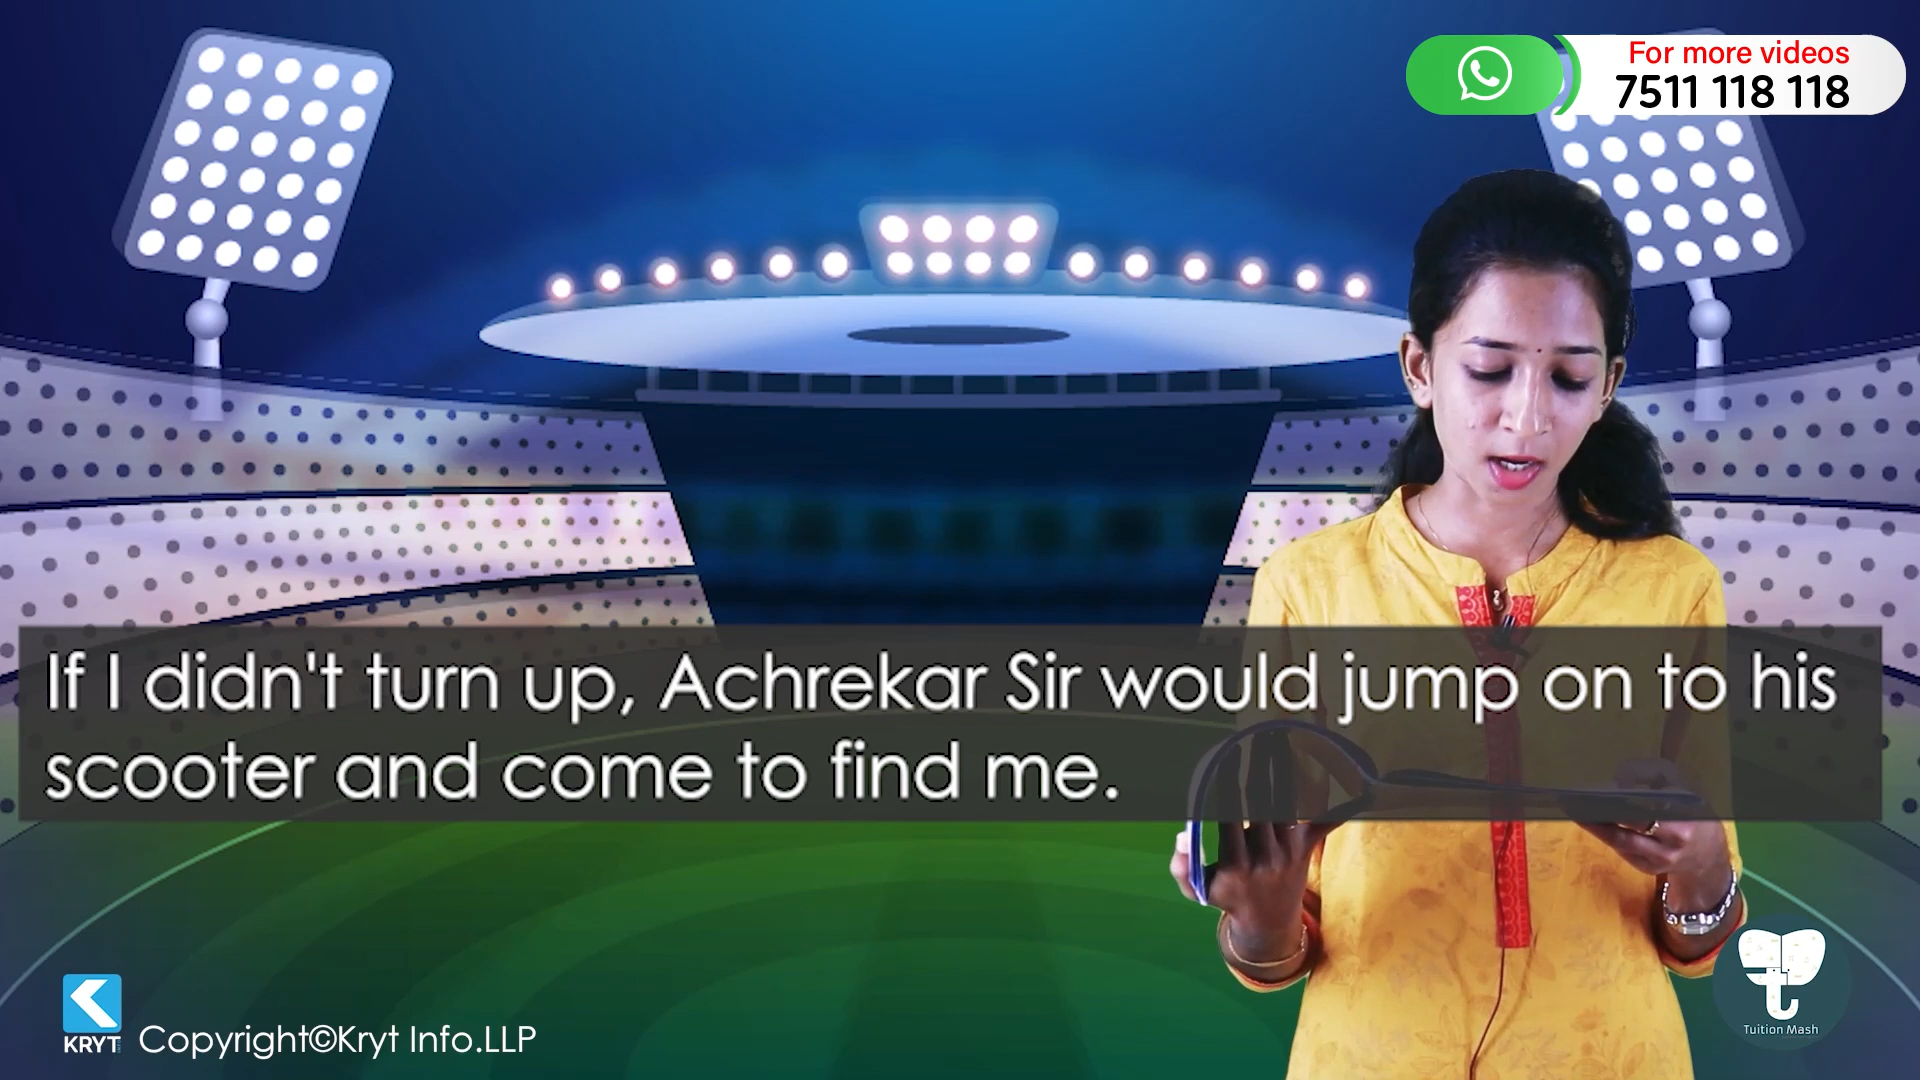 For more videos
7511 118 118
If I didn't turn up, Achrekar Sir would jump on to his
scooter and come to find me.
KRYT
Copyright©Kryt Info.LLP
Tuition Mash